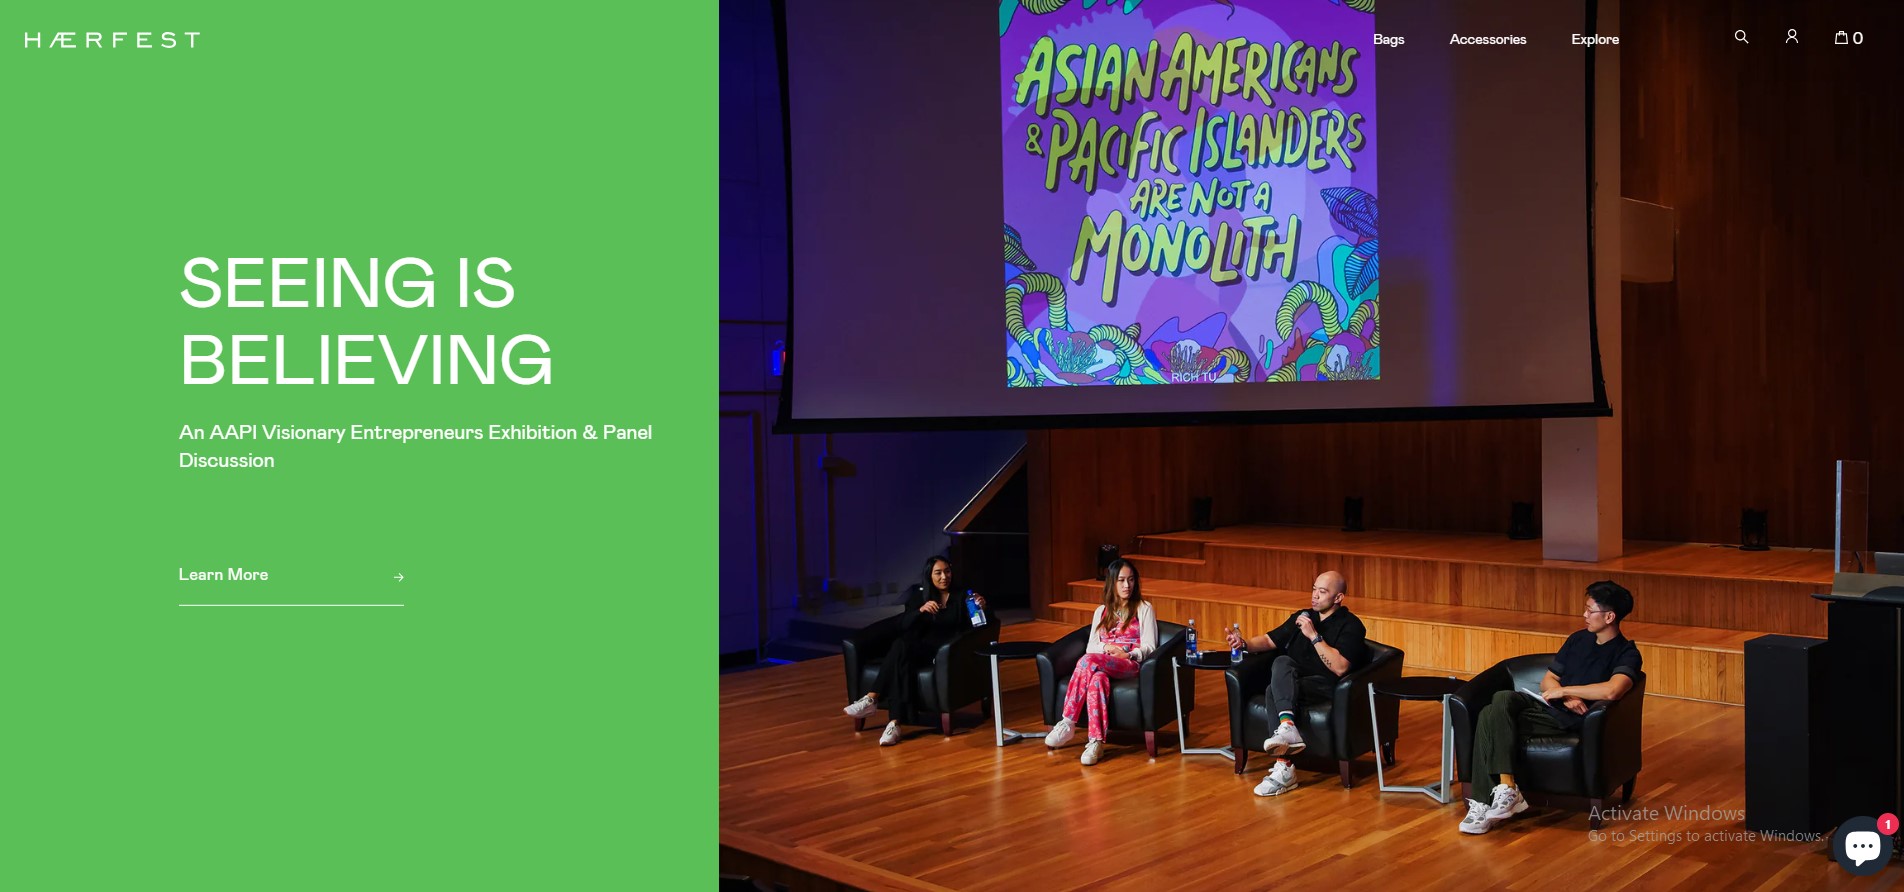 HÆRFEST
Bags Accessories Explore 0
SEEING IS
BELIEVING
An AAPI Visionary Entrepreneurs Exhibition & Panel
Discussion
Learn More →
ASIAN AMERICANS
& PACIFIC ISLANDERS
ARE NOT A
MONOLITH
RICH TU
Activate Windows
Go to Settings to activate Windows.
1